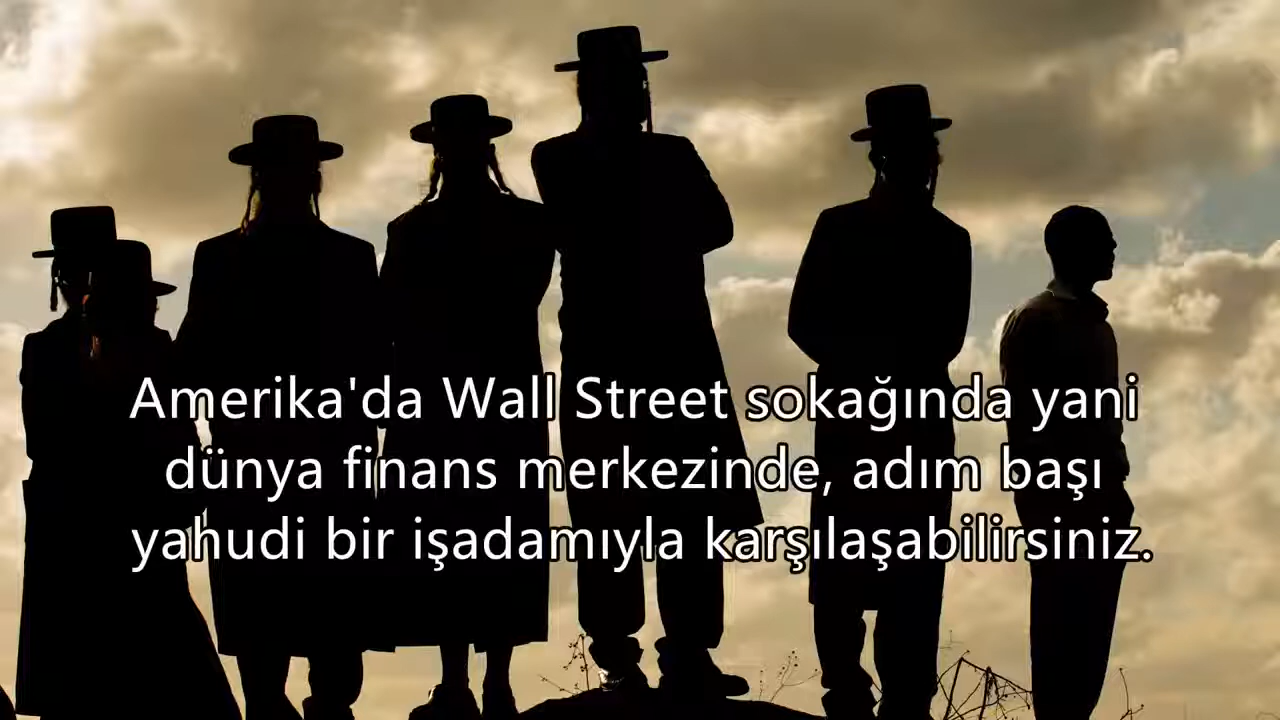 Amerika'da Wall Street sokağında yani
dünya finans merkezinde, adım başı
yahudi bir işadamıyla karşılaşabilirsiniz.